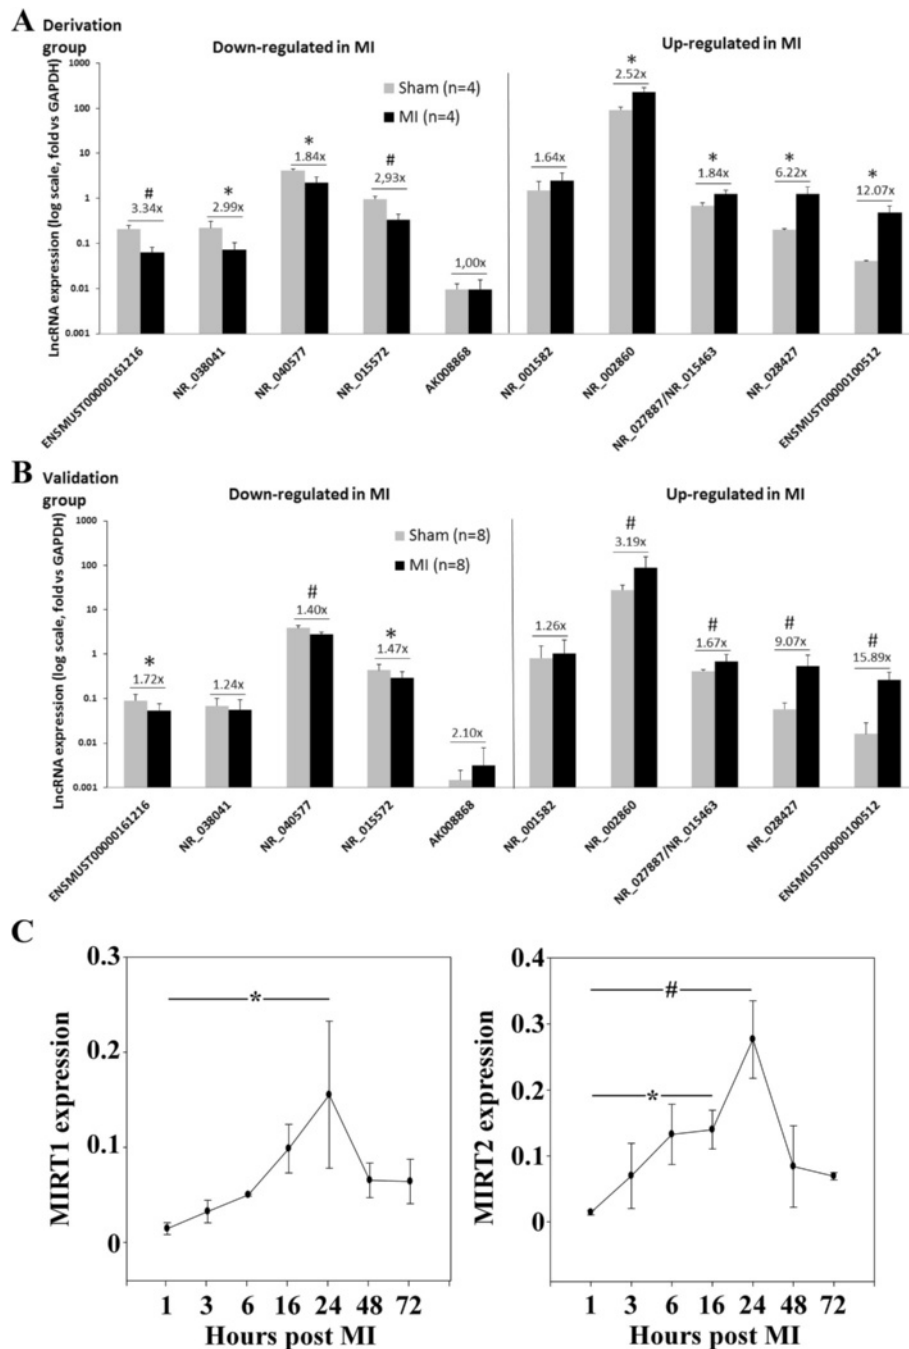 A Derivation group
Down-regulated in MI
Up-regulated in MI
LncRNA expression (log scale, fold vs GAPDH)
1000
100
10
1
0.1
0.01
0.001
Sham (n=4)
MI (n=4)
#
3.34x
*
2.99x
*
1.84x
#
2,93x
1,00x
1.64x
*
2.52x
*
1.84x
*
6.22x
*
12.07x
ENSMUST00000161216
NR_038041
NR_040577
NR_015572
AK008868
NR_001582
NR_002860
NR_027887/NR_015463
NR_028427
ENSMUST00000100512
B Validation group
Down-regulated in MI
Up-regulated in MI
LncRNA expression (log scale, fold vs GAPDH)
1000
100
10
1
0.1
0.01
0.001
Sham (n=8)
MI (n=8)
*
1.72x
1.24x
#
1.40x
*
1.47x
2.10x
1.26x
#
3.19x
#
1.67x
#
9.07x
#
15.89x
ENSMUST00000161216
NR_038041
NR_040577
NR_015572
AK008868
NR_001582
NR_002860
NR_027887/NR_015463
NR_028427
ENSMUST00000100512
C
MIRT1 expression
0.3
0.2
0.1
0
*
1 3 6 16 24 48 72
Hours post MI
MIRT2 expression
0.4
0.3
0.2
0.1
0
#
*
1 3 6 16 24 48 72
Hours post MI